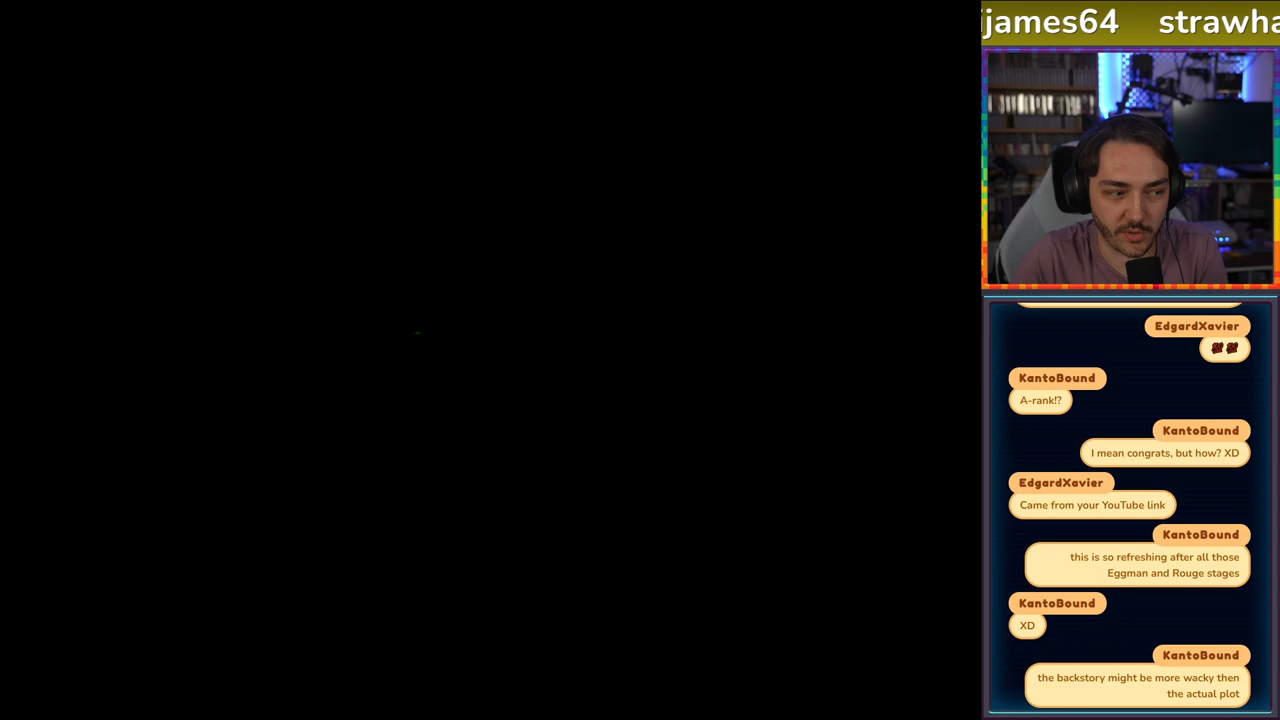 ijames64 strawha
EdgardXavier
KantoBound
A-rank!?
KantoBound
I mean congrats, but how? XD
EdgardXavier
Came from your YouTube link
KantoBound
this is so refreshing after all those
Eggman and Rouge stages
KantoBound
XD
KantoBound
the backstory might be more wacky then
the actual plot